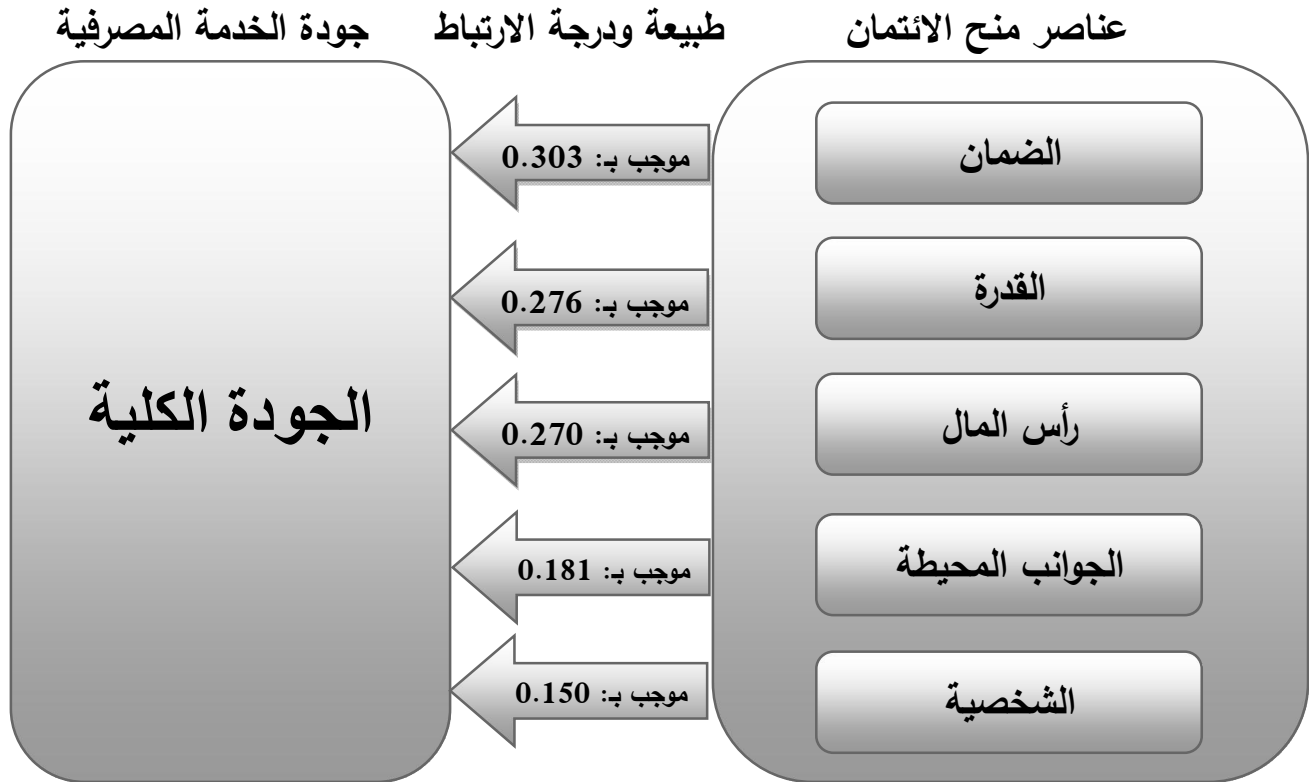 عناصر منح الائتمان
طبيعة ودرجة الارتباط
جودة الخدمة المصرفية
الضمان
موجب بـ: 0.303
القدرة
موجب بـ: 0.276
رأس المال
موجب بـ: 0.270
الجوانب المحيطة
موجب بـ: 0.181
الشخصية
موجب بـ: 0.150
الجودة الكلية